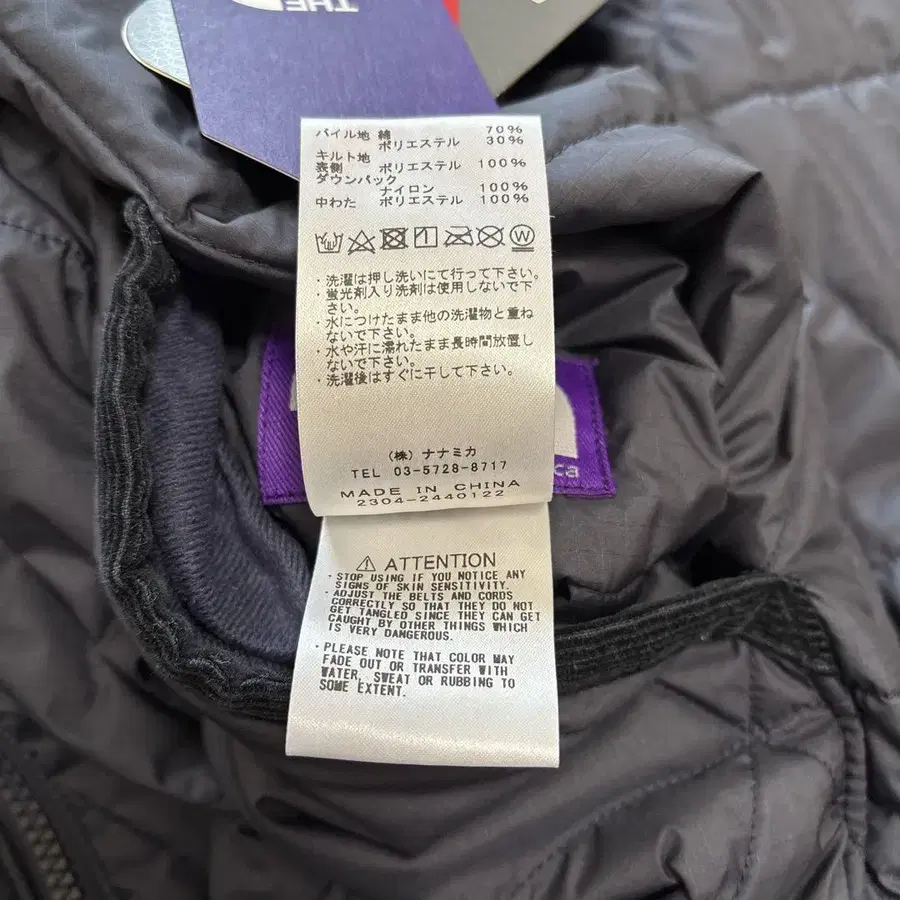 THE
パイル地 綿 70%
ポリエステル 30%
キルト地
表側 ポリエステル 100%
ダウンパック
ナイロン 100%
中わた ポリエステル 100%
W
・洗濯は押し洗いにて行って下さい。
・蛍光剤入り洗剤は使用しないで下
さい。
・水につけたまま他の洗濯物と重ね
ないで下さい。
・水や汗に濡れたまま長時間放置し
ないで下さい。
・洗濯後はすぐに干して下さい。
(株) ナナミカ
TEL 03-5728-8717
MADE IN CHINA
2304-2440122
ca
⚠ ATTENTION
・STOP USING IF YOU NOTICE ANY
SIGNS OF SKIN SENSITIVITY.
・ADJUST THE BELTS AND CORDS
CORRECTLY SO THAT THEY DO NOT
GET TANGLED SINCE THEY CAN GET
CAUGHT BY OTHER THINGS WHICH
IS VERY DANGEROUS.
・PLEASE NOTE THAT COLOR MAY
FADE OUT OR TRANSFER WITH
WATER, SWEAT OR RUBBING TO
SOME EXTENT.